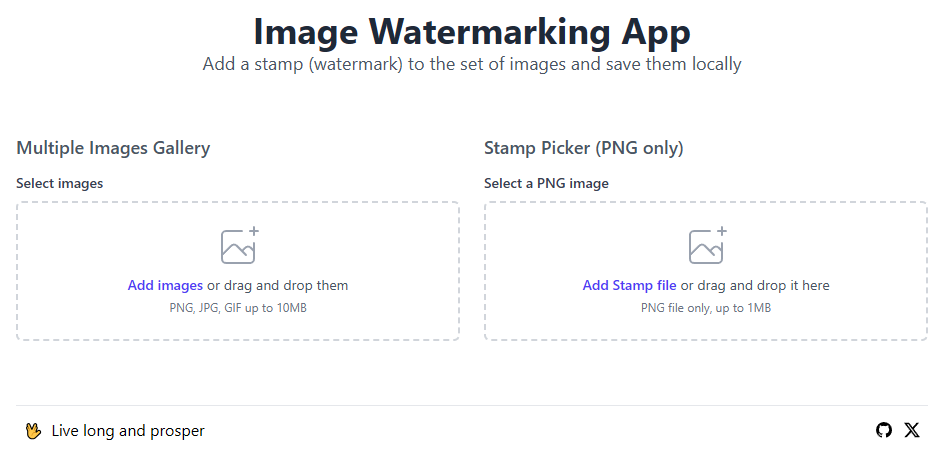 Image Watermarking App
Add a stamp (watermark) to the set of images and save them locally
Multiple Images Gallery
Select images
Add images or drag and drop them
PNG, JPG, GIF up to 10MB
Stamp Picker (PNG only)
Select a PNG image
Add Stamp file or drag and drop it here
PNG file only, up to 1MB
🖖 Live long and prosper